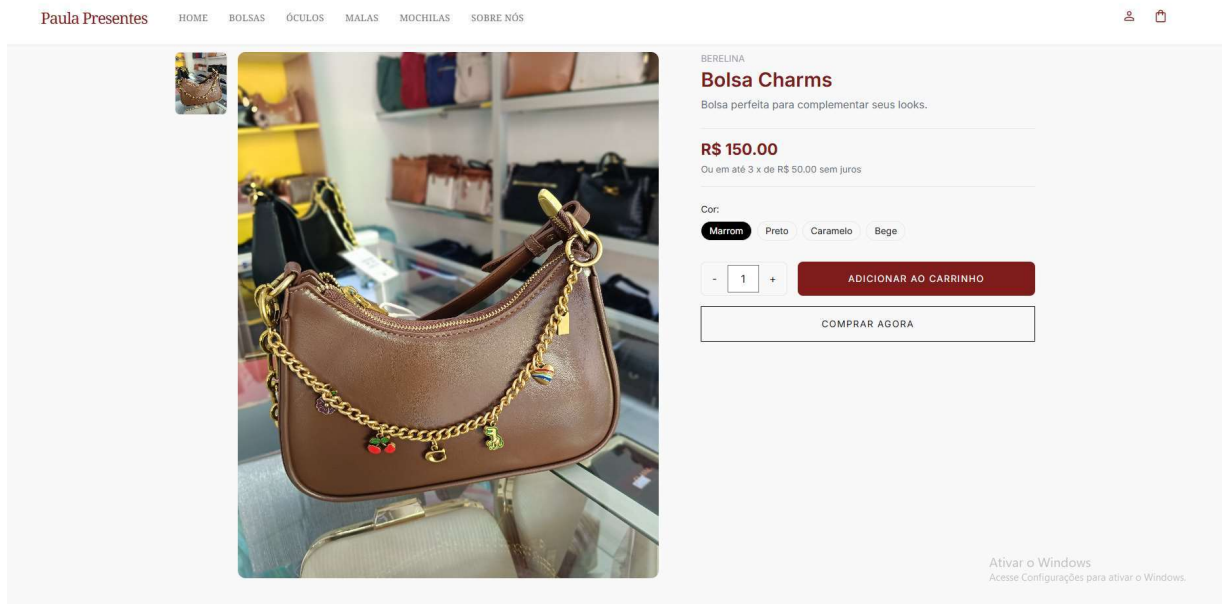 Paula Presentes
HOME
BOLSAS
ÓCULOS
MALAS
MOCHILAS
SOBRE NÓS
BERELINA
Bolsa Charms
Bolsa perfeita para complementar seus looks.
R$ 150.00
Ou em até 3 x de R$ 50.00 sem juros
Cor:
Marrom
Preto
Caramelo
Bege
- 1 +
ADICIONAR AO CARRINHO
COMPRAR AGORA
Ativar o Windows
Acesse Configurações para ativar o Windows.